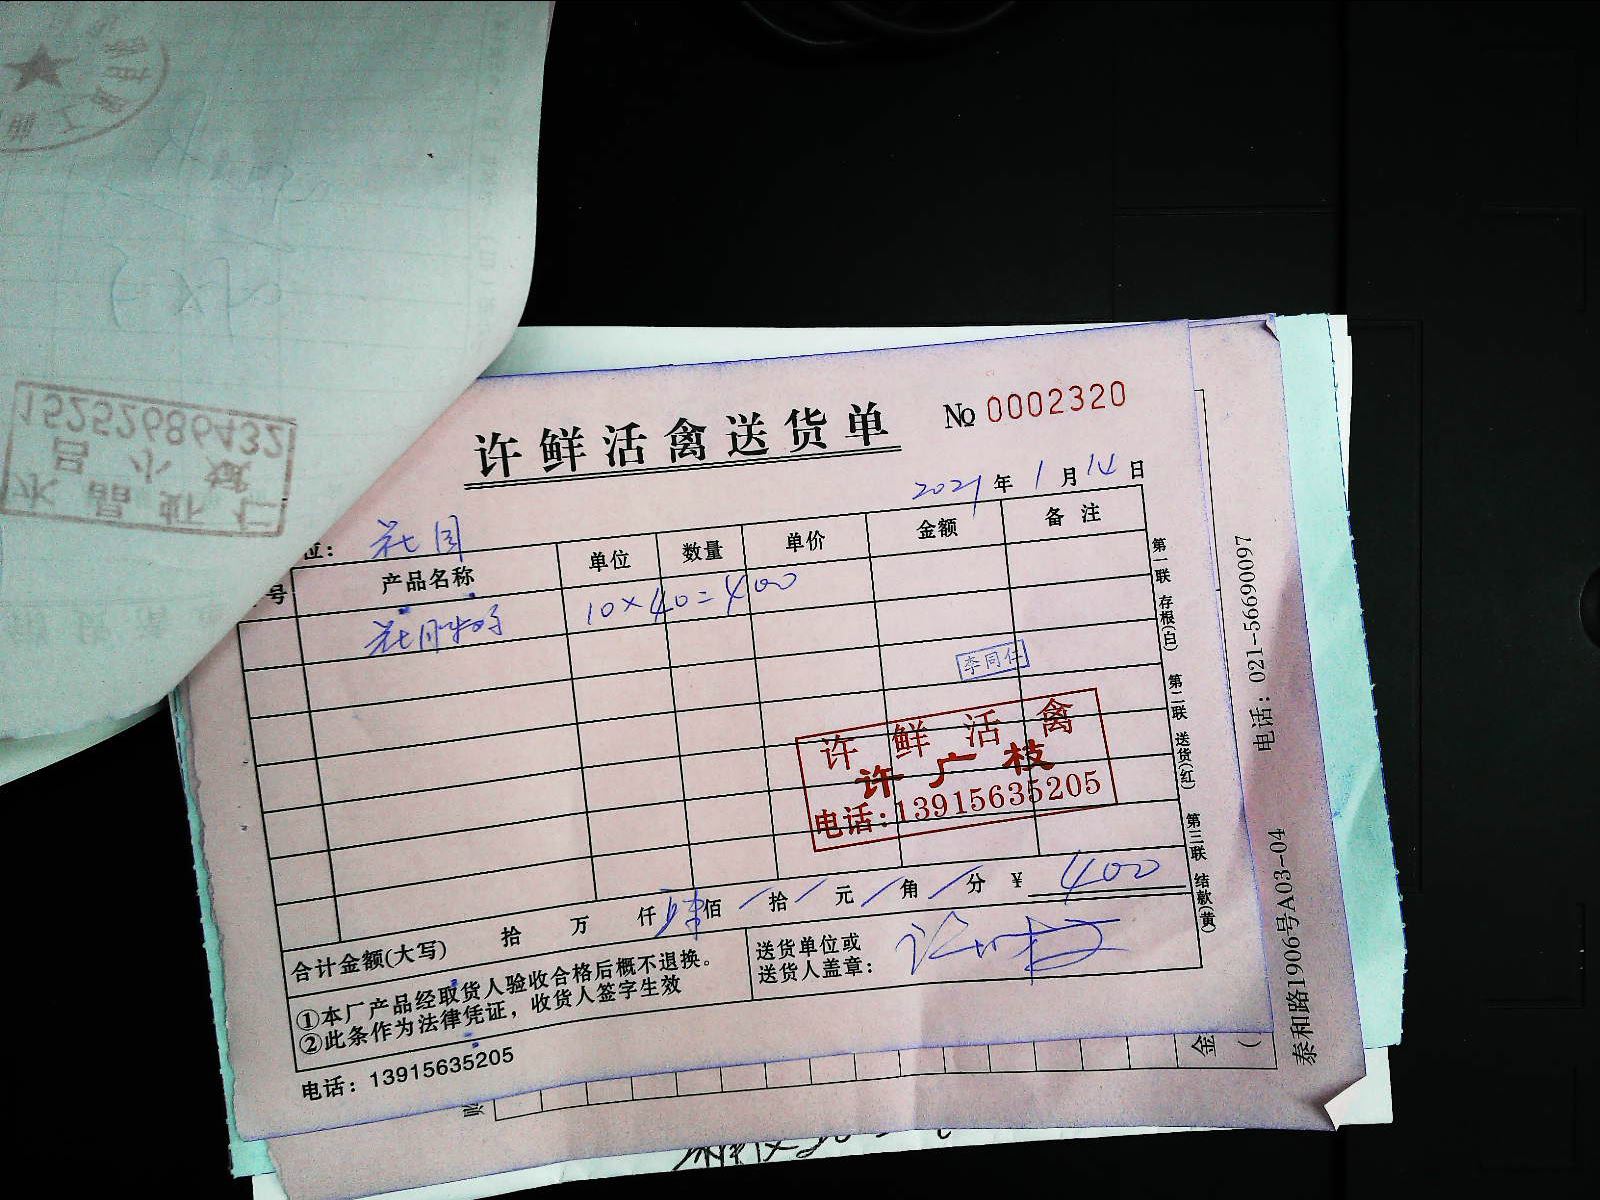 许鲜活禽送货单
No 0002320
2021年1月14日
位：
号 产品名称 单位 数量 单价 金额 备注
10×40=400
李同仁
许鲜活禽
许广枝
电话:13915635205
合计金额(大写) 拾 万 仟肆佰/拾/元/角/分 ¥ 400
①本厂产品经取货人验收合格后概不退换。
②此条作为法律凭证，收货人签字生效
送货单位或
送货人盖章：
电话：13915635205
第一联 存根(白) 第二联 送货(红) 第三联 结款(黄)
泰和路1906号A03-04 电话：021-56690097
金
15252686432